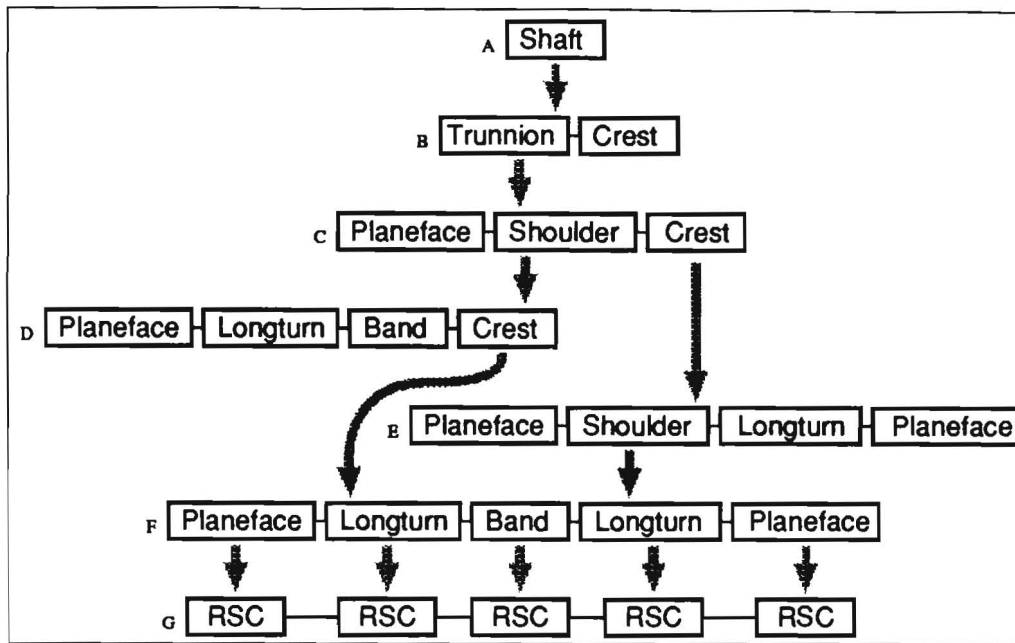 A Shaft
B Trunnion Crest
C Planeface Shoulder Crest
D Planeface Longturn Band Crest
E Planeface Shoulder Longturn Planeface
F Planeface Longturn Band Longturn Planeface
G RSC RSC RSC RSC RSC